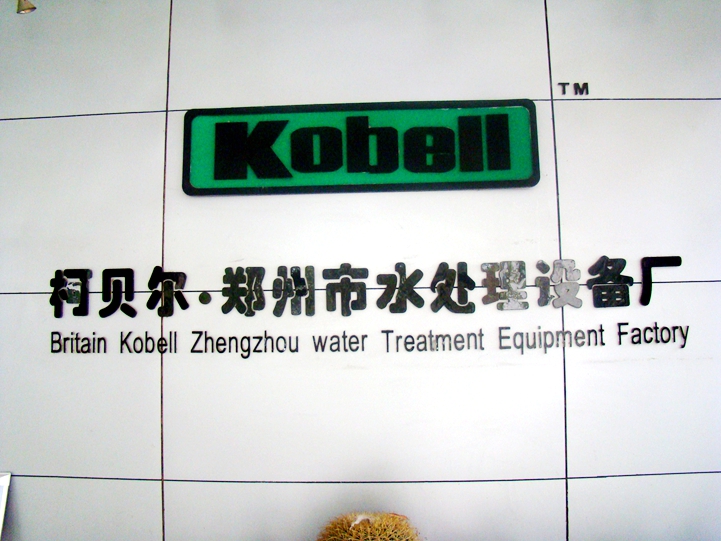 TM
Kobell
柯贝尔·郑州市水处理设备厂
Britain Kobell Zhengzhou water Treatment Equipment Factory